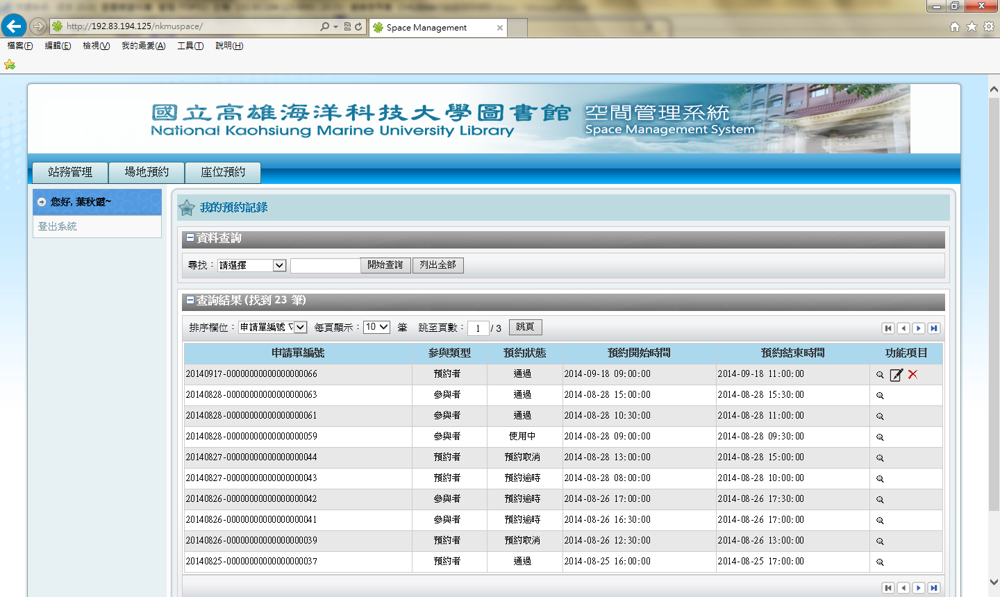 http://192.83.194.125/nkmuspace/
Space Management
檔案(F) 編輯(E) 檢視(V) 我的最愛(A) 工具(T) 說明(H)
國立高雄海洋科技大學圖書館 空間管理系統
National Kaohsiung Marine University Library Space Management System
站務管理 場地預約 座位預約
您好, 葉秋霞~
登出系統
我的預約記錄
資料查詢
尋找： 請選擇 開始查詢 列出全部
查詢結果 (找到 23 筆)
排序欄位： 申請單編號 ▽ 每頁顯示： 10 筆 跳至頁數： 1 / 3 跳頁
申請單編號 參與類型 預約狀態 預約開始時間 預約結束時間 功能項目
20140917-00000000000000000066 預約者 通過 2014-09-18 09:00:00 2014-09-18 11:00:00
20140828-00000000000000000063 參與者 通過 2014-08-28 15:00:00 2014-08-28 15:30:00
20140828-00000000000000000061 參與者 通過 2014-08-28 10:30:00 2014-08-28 11:00:00
20140828-00000000000000000059 參與者 使用中 2014-08-28 09:00:00 2014-08-28 09:30:00
20140827-00000000000000000044 預約者 預約取消 2014-08-28 13:00:00 2014-08-28 15:00:00
20140827-00000000000000000043 預約者 預約逾時 2014-08-28 08:00:00 2014-08-28 10:00:00
20140826-00000000000000000042 參與者 預約逾時 2014-08-26 17:00:00 2014-08-26 17:30:00
20140826-00000000000000000041 參與者 預約逾時 2014-08-26 16:30:00 2014-08-26 17:00:00
20140826-00000000000000000039 預約者 預約取消 2014-08-26 12:30:00 2014-08-26 13:00:00
20140825-00000000000000000037 預約者 通過 2014-08-25 16:00:00 2014-08-25 17:00:00